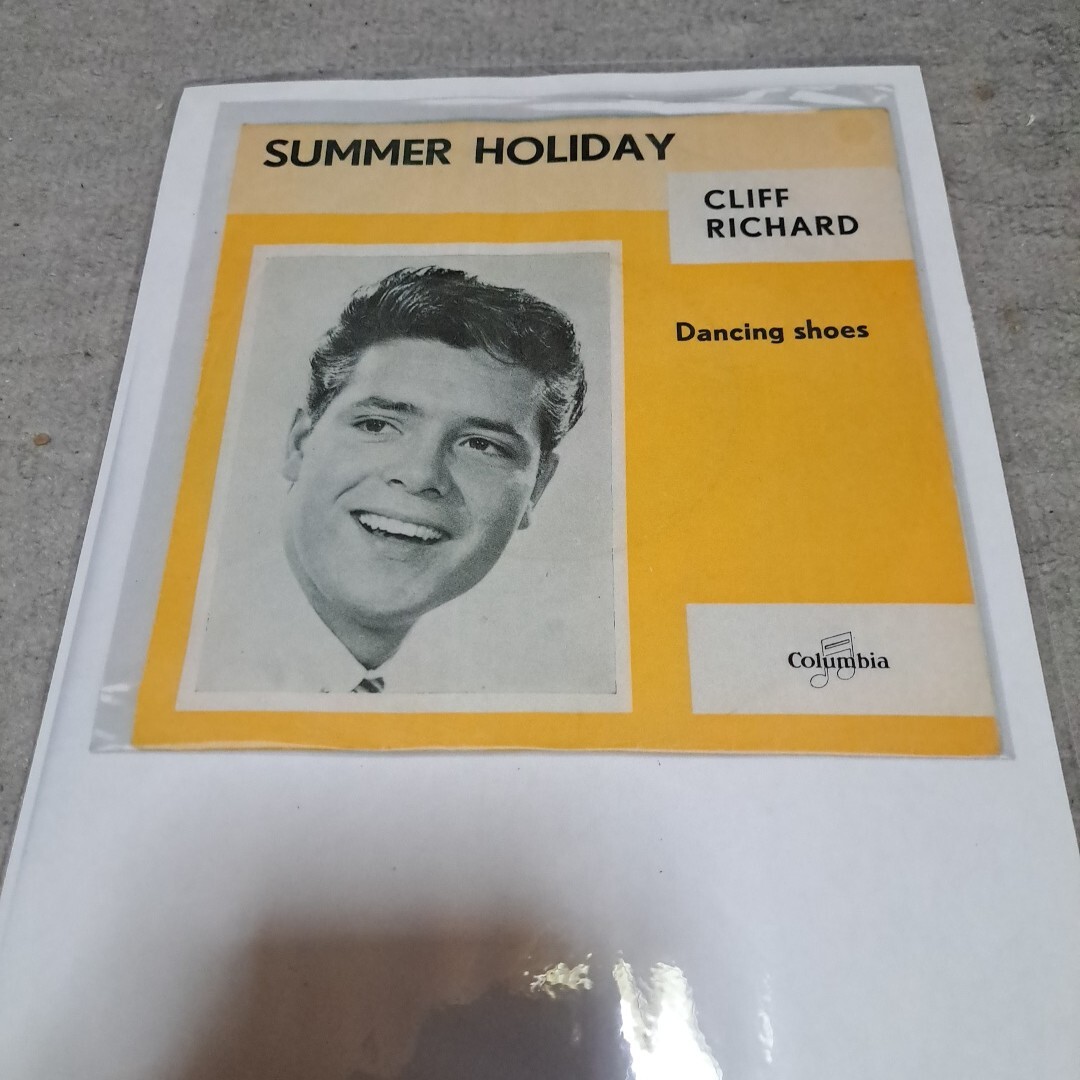 SUMMER HOLIDAY
CLIFF
RICHARD
Dancing shoes
Columbia